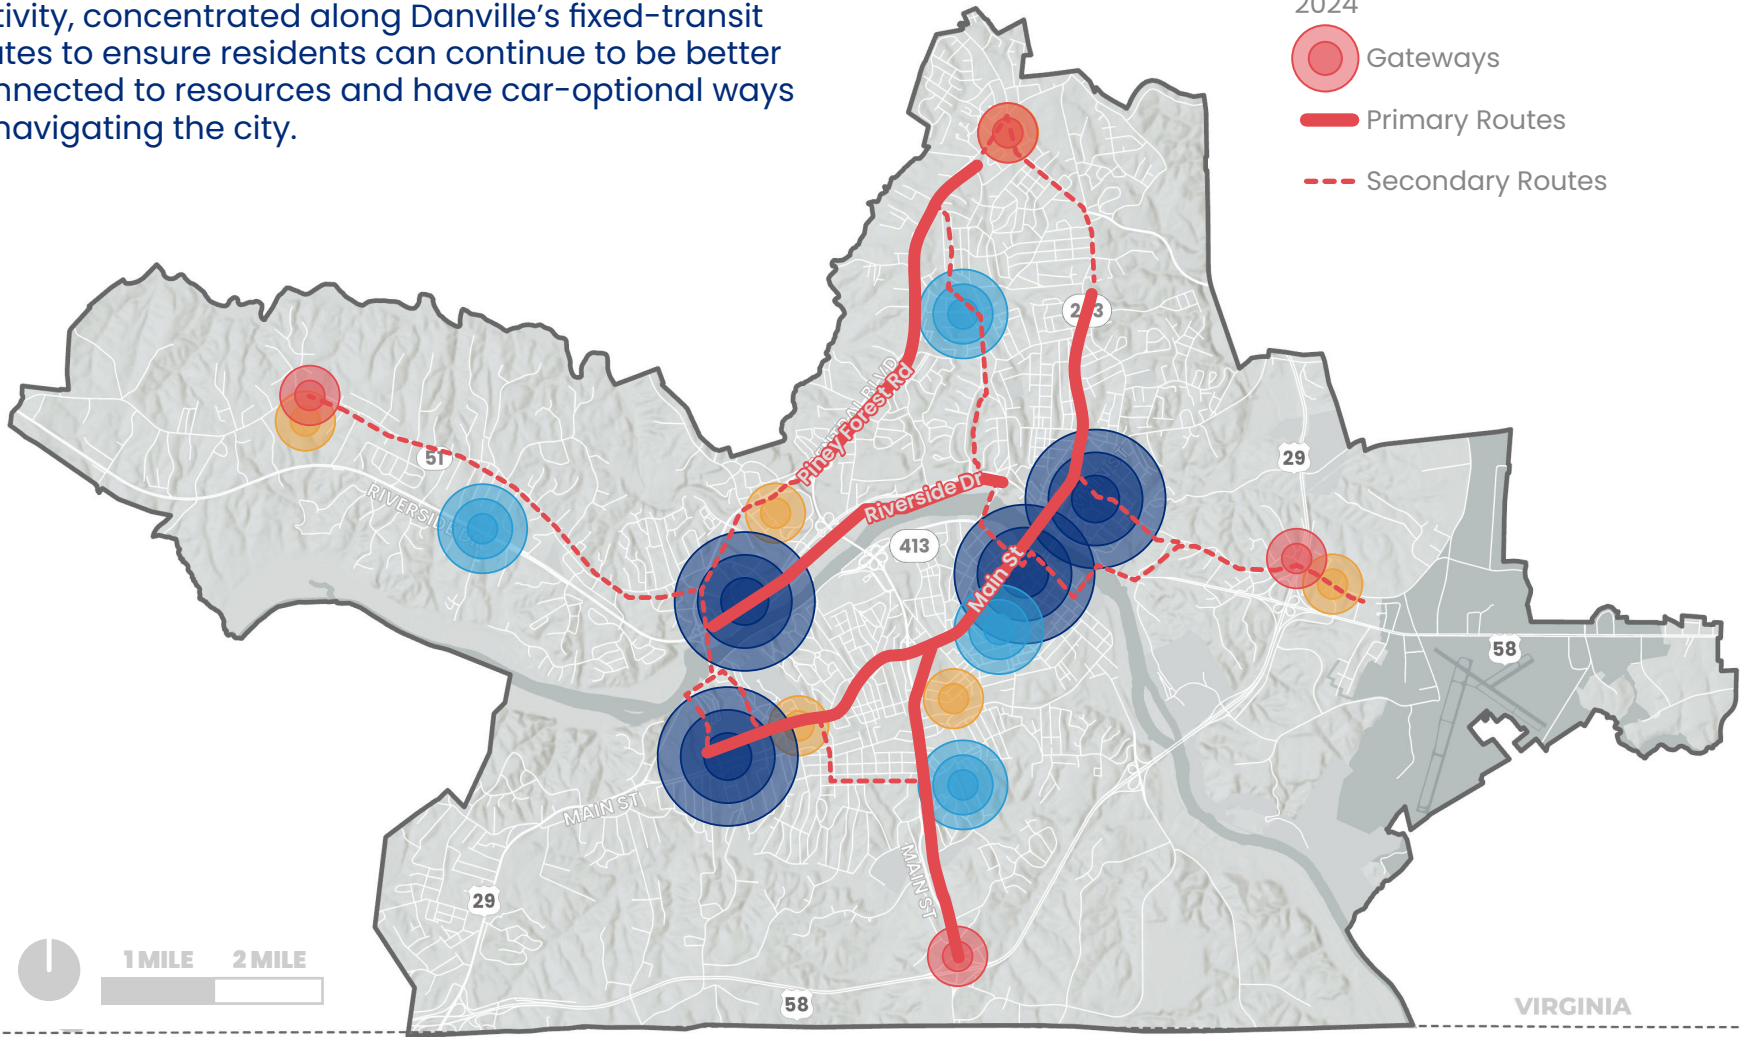 tivity, concentrated along Danville's fixed-transit
tes to ensure residents can continue to be better
nnected to resources and have car-optional ways
navigating the city.
2024
Gateways
Primary Routes
Secondary Routes
Piney Forest Rd
Riverside Dr
Main St
51
413
29
58
MAIN ST
MAIN ST
29
58
1 MILE 2 MILE
VIRGINIA